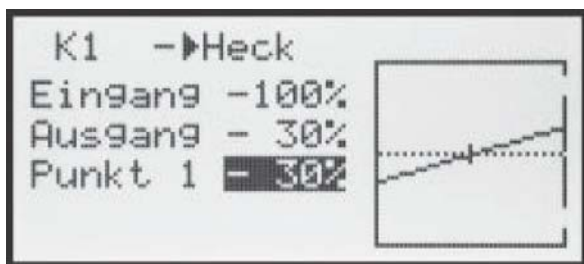 K1 -▶Heck
Eingang -100%
Ausgang - 30%
Punkt 1 - 30%